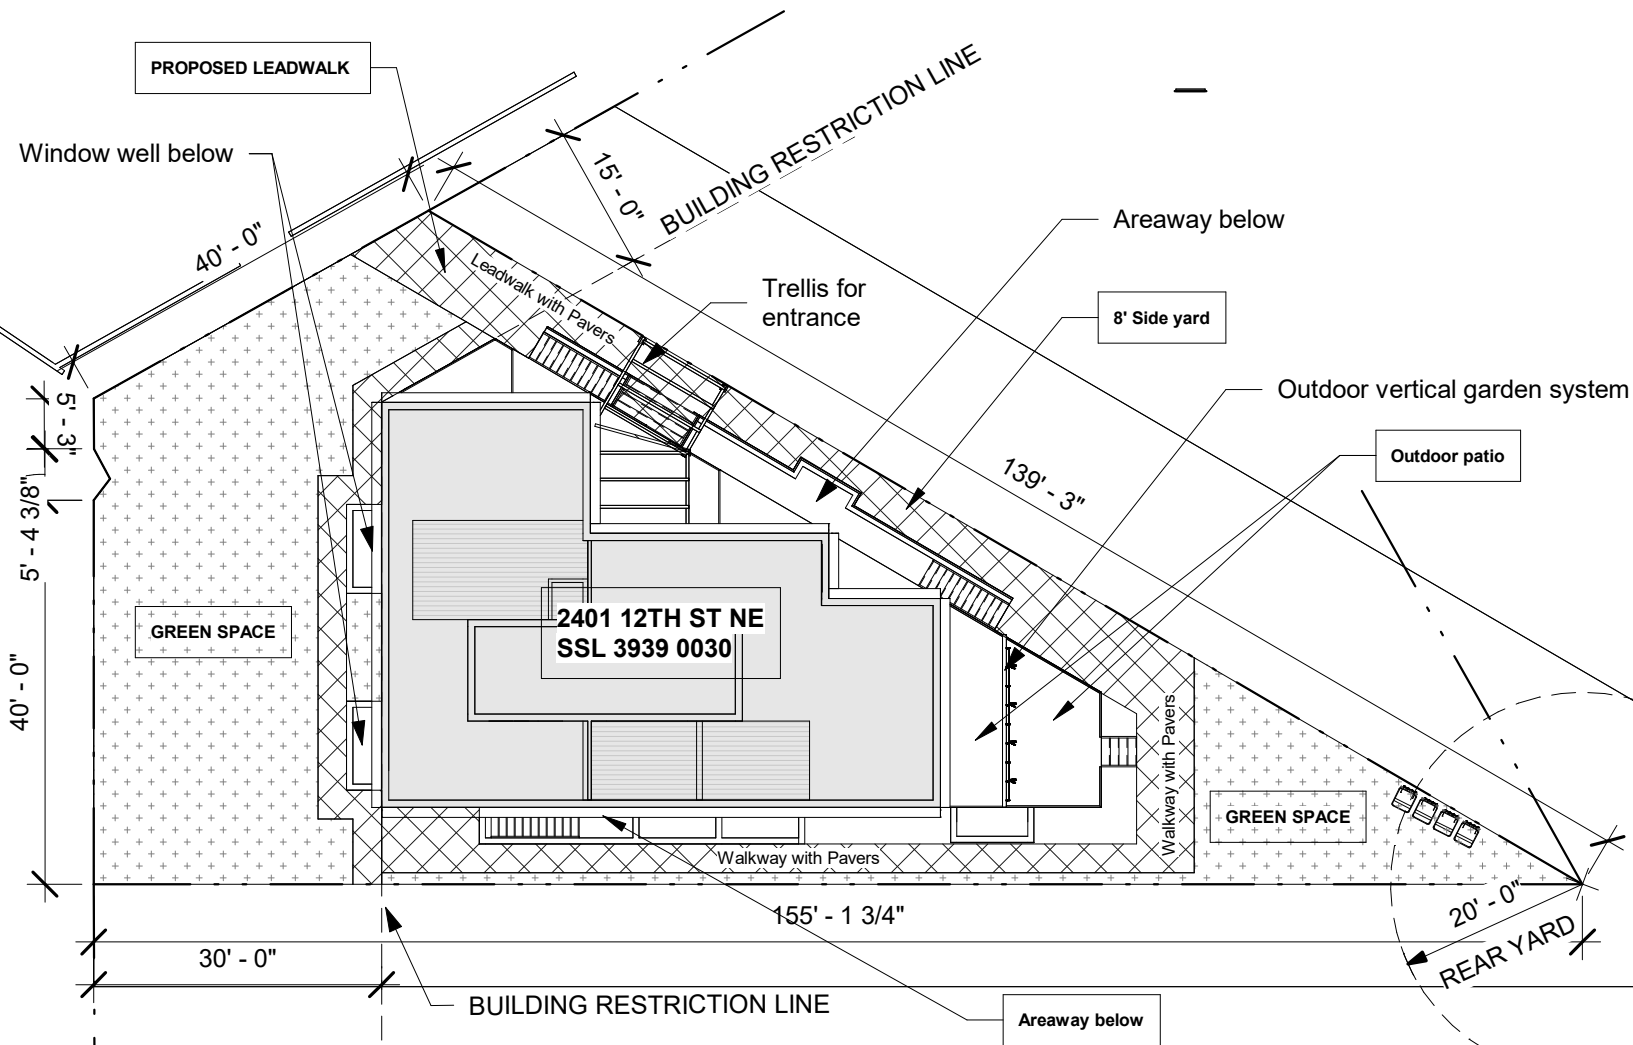 PROPOSED LEADWALK
Window well below
40' - 0"
15' - 0"
BUILDING RESTRICTION LINE
Areaway below
Leadwalk with Pavers
Trellis for
entrance
8' Side yard
Outdoor vertical garden system
Outdoor patio
139' - 3"
5' - 3"
5' - 4 3/8"
40' - 0"
GREEN SPACE
2401 12TH ST NE
SSL 3939 0030
Walkway with Pavers
GREEN SPACE
Walkway with Pavers
155' - 1 3/4"
20' - 0"
REAR YARD
30' - 0"
BUILDING RESTRICTION LINE
Areaway below